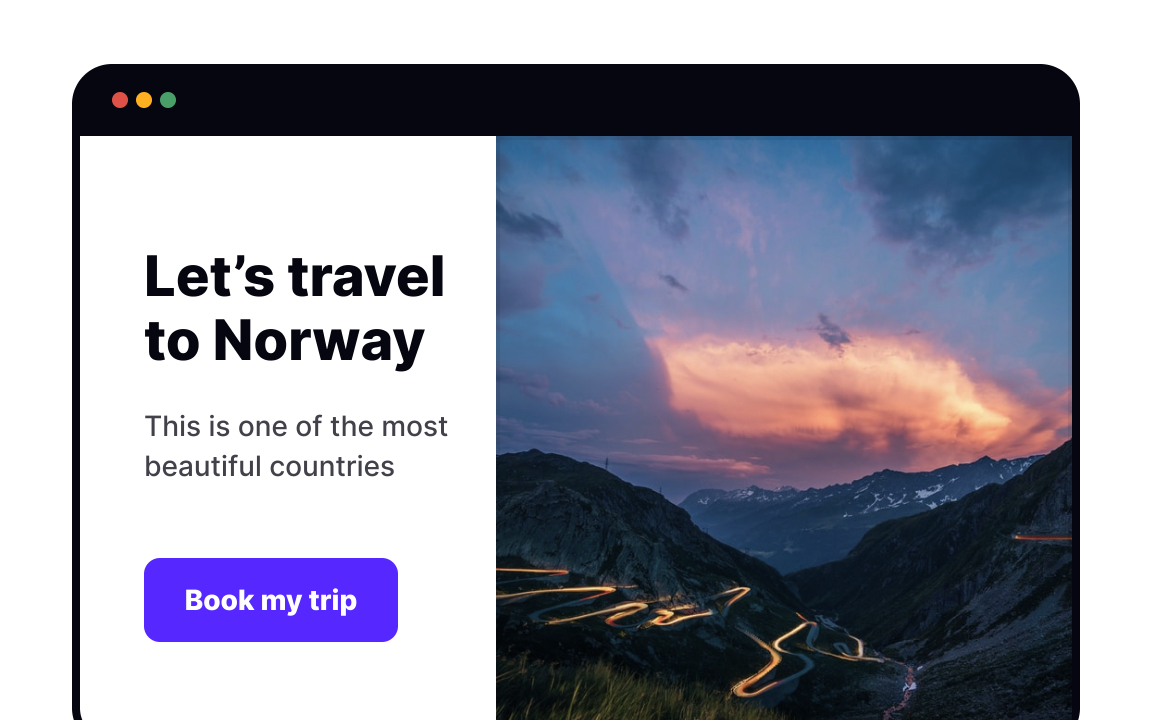 Let’s travel
to Norway
This is one of the most
beautiful countries
Book my trip